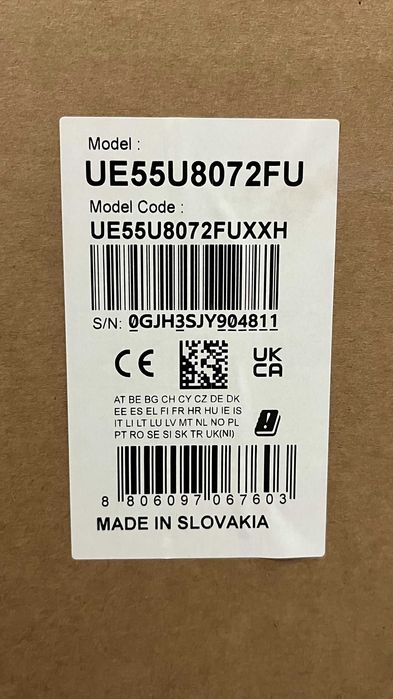 Model :
UE55U8072FU
Model Code :
UE55U8072FUXXH
S/N: 0GJH3SJY904811
CE
UK
CA
AT BE BG CH CY CZ DE DK
EE ES EL FI FR HR HU IE IS
IT LI LT LU LV MT NL NO PL
PT RO SE SI SK TR UK(NI)
8 806097 067603
MADE IN SLOVAKIA